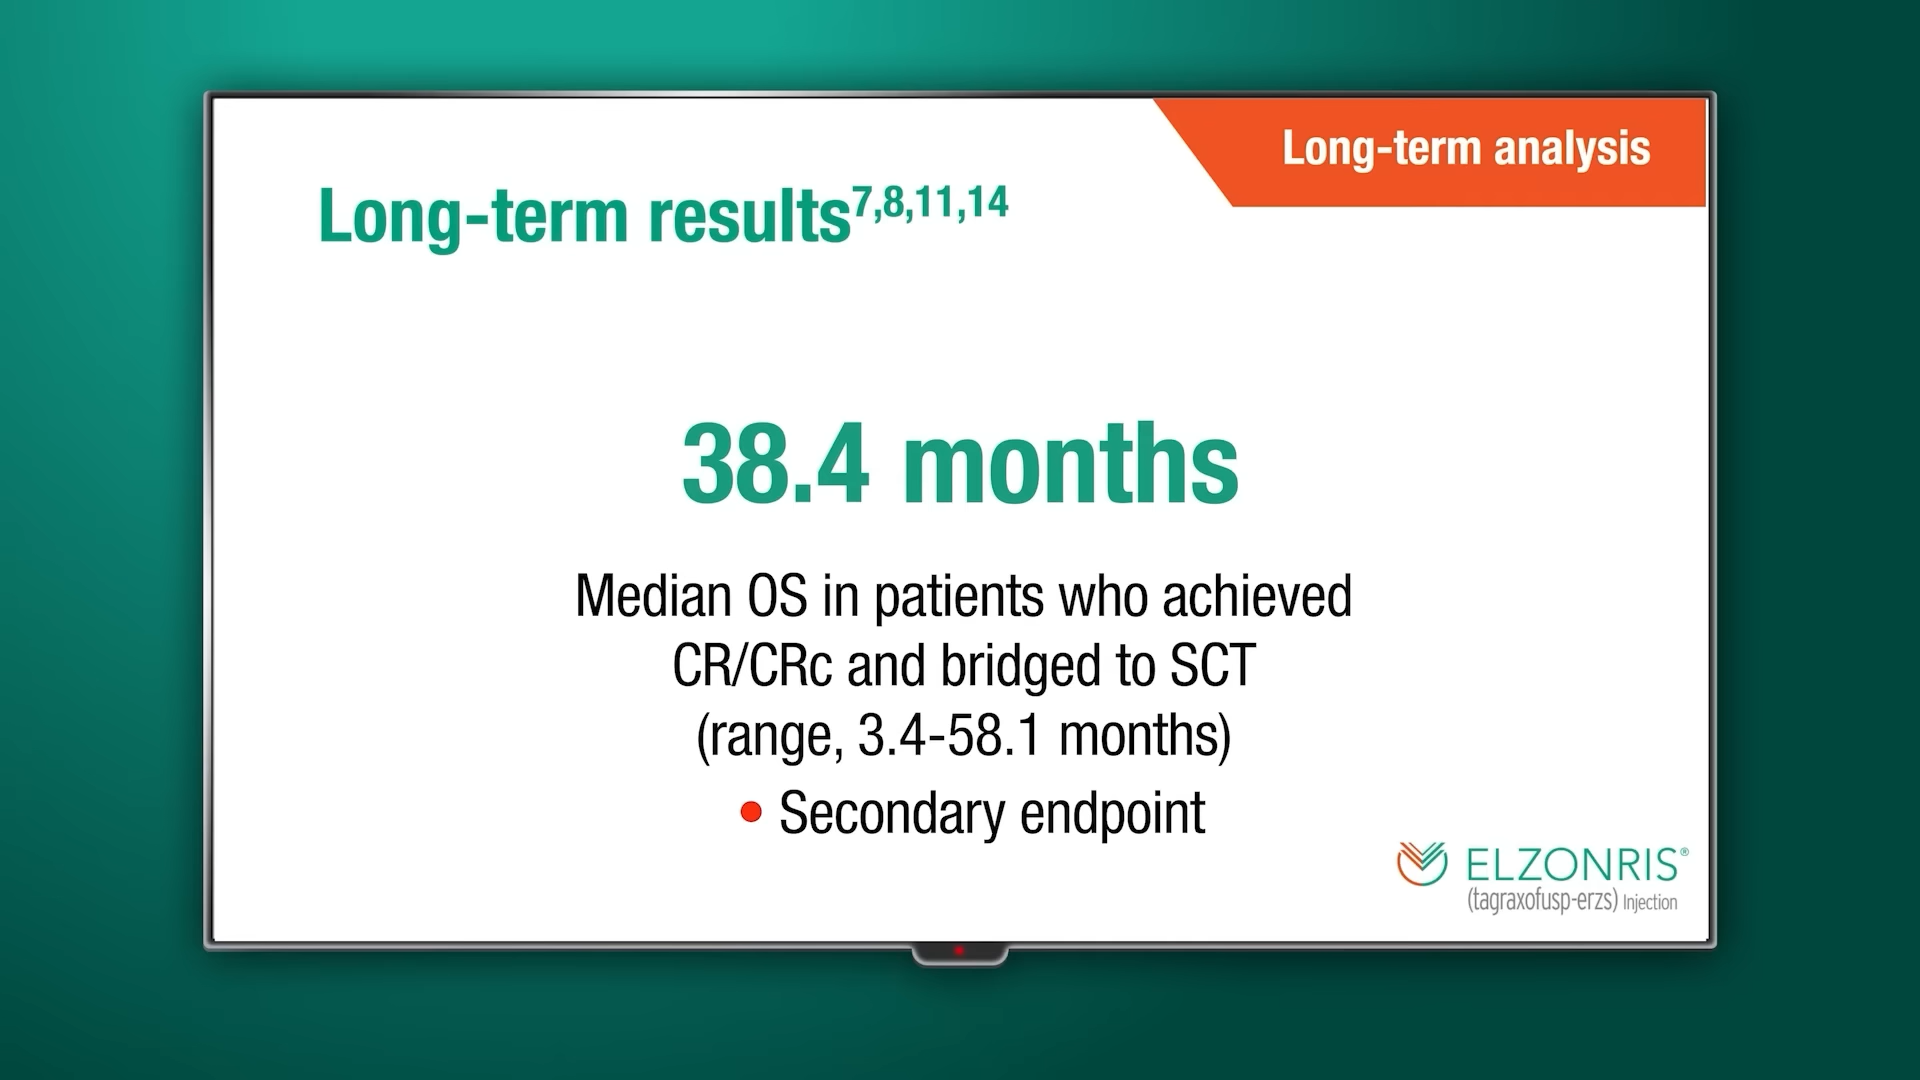 Long-term analysis
Long-term results7,8,11,14
38.4 months
Median OS in patients who achieved
CR/CRc and bridged to SCT
(range, 3.4-58.1 months)
• Secondary endpoint
ELZONRIS®
(tagraxofusp-erzs) Injection